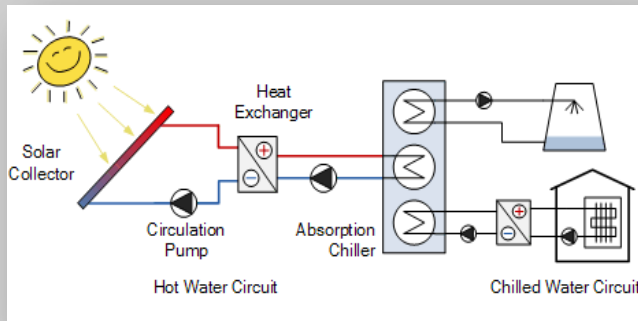 Heat
Exchanger
Solar
Collector
Circulation
Pump
Absorption
Chiller
Hot Water Circuit
Chilled Water Circuit